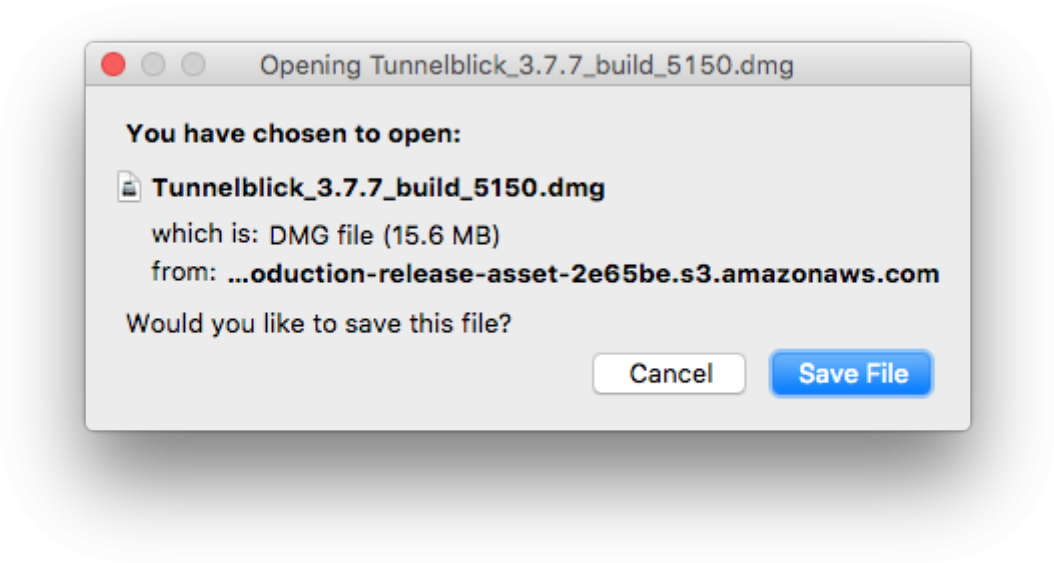 Opening Tunnelblick_3.7.7_build_5150.dmg
You have chosen to open:
Tunnelblick_3.7.7_build_5150.dmg
which is: DMG file (15.6 MB)
from: ...oduction-release-asset-2e65be.s3.amazonaws.com
Would you like to save this file?
Cancel Save File